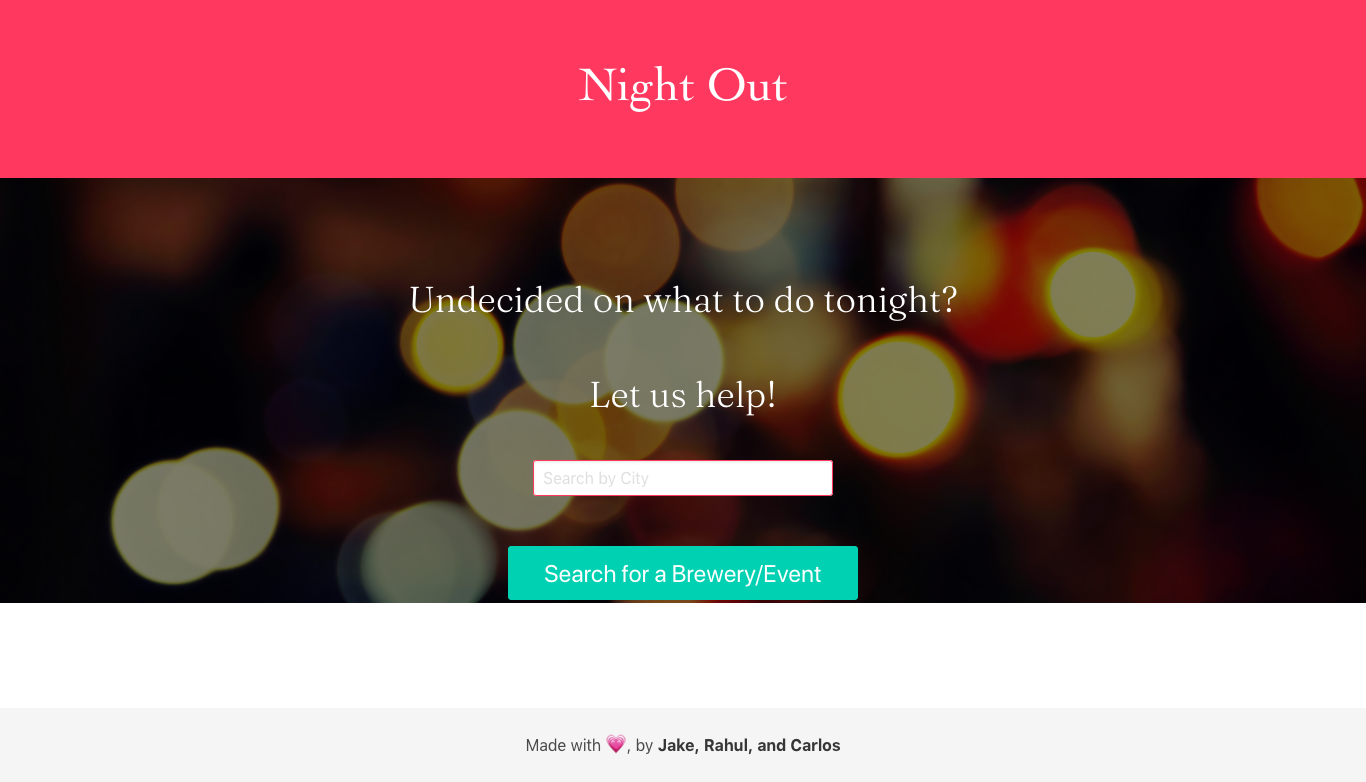 Night Out
Undecided on what to do tonight?
Let us help!
Search by City
Search for a Brewery/Event
Made with 💗, by Jake, Rahul, and Carlos